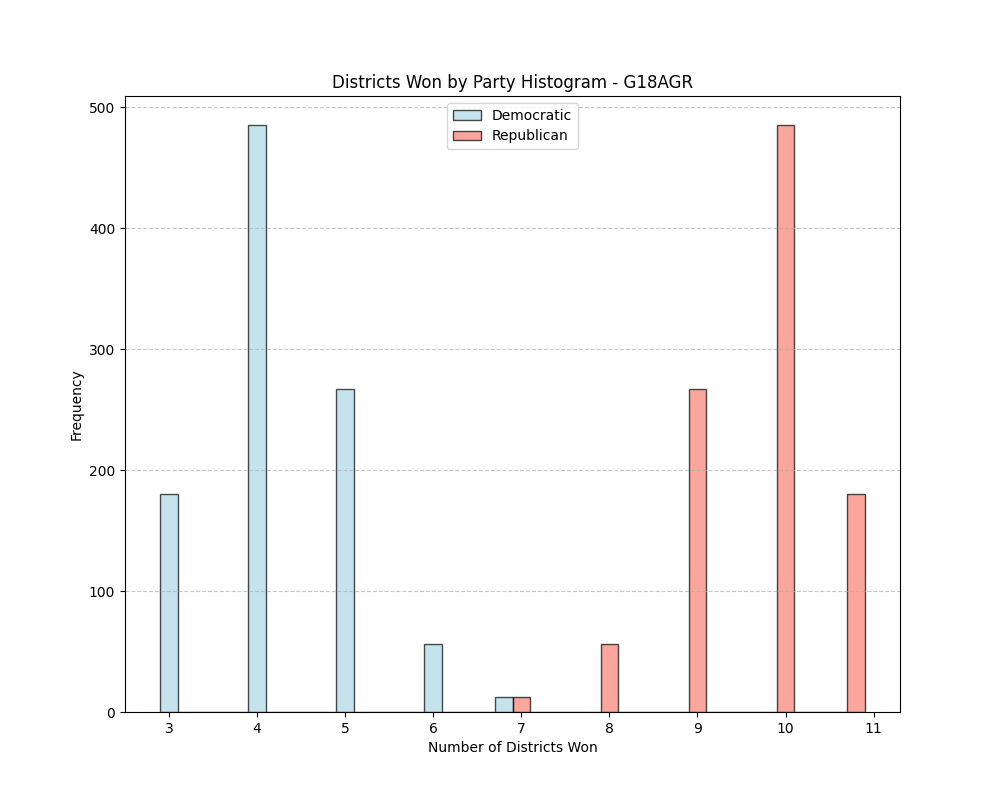 Districts Won by Party Histogram - G18AGR
Democratic
Republican
500
400
300
200
100
0
Frequency
3 4 5 6 7 8 9 10 11
Number of Districts Won